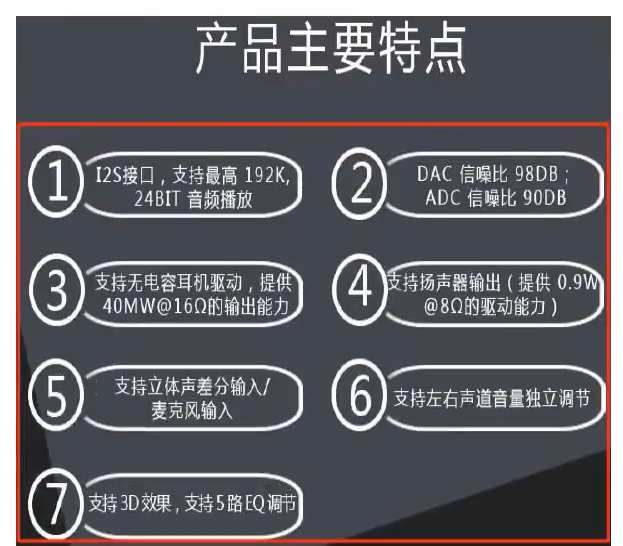 产品主要特点
1
I2S接口，支持最高 192K,
24BIT 音频播放
2
DAC 信噪比 98DB；
ADC 信噪比 90DB
3
支持无电容耳机驱动，提供
40MW@16Ω的输出能力
4
支持扬声器输出（提供 0.9W
@8Ω的驱动能力）
5
支持立体声差分输入/
麦克风输入
6
支持左右声道音量独立调节
7
支持3D效果，支持5路EQ调节